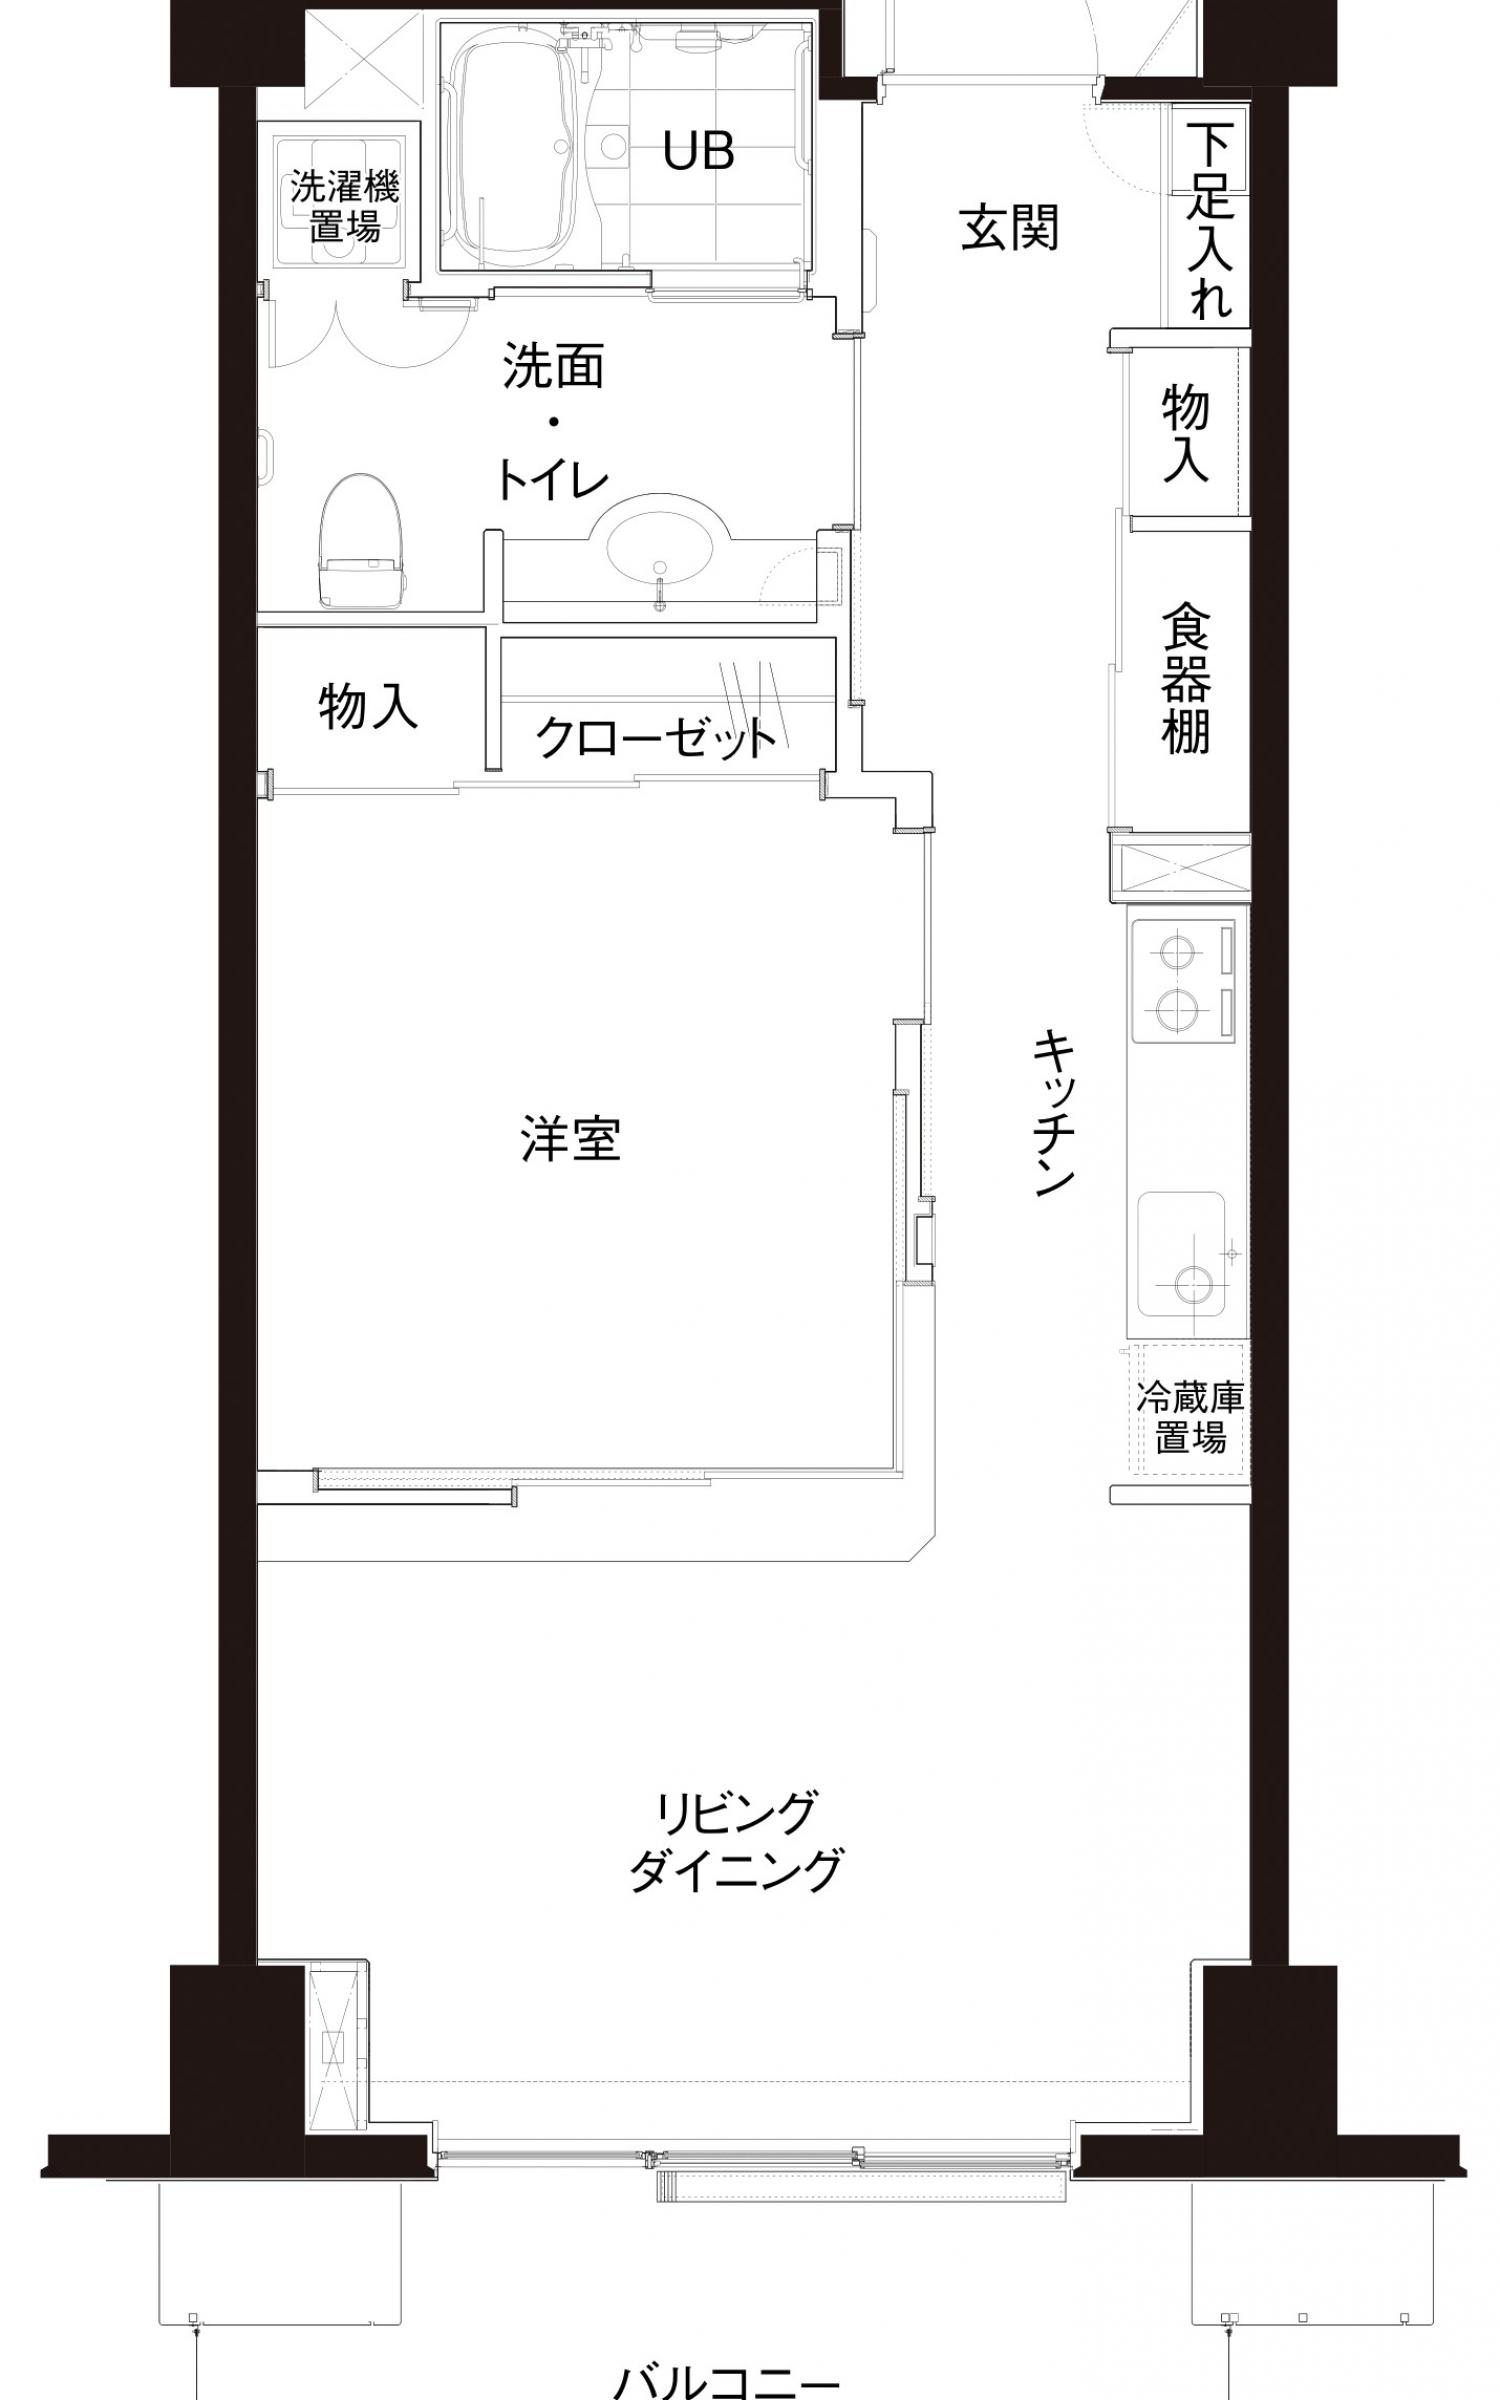 UB
洗濯機
置場
下足入れ
玄関
洗面
・
トイレ
物入
食器棚
物入
クローゼット
キッチン
洋室
冷蔵庫
置場
リビング
ダイニング
バルコニー